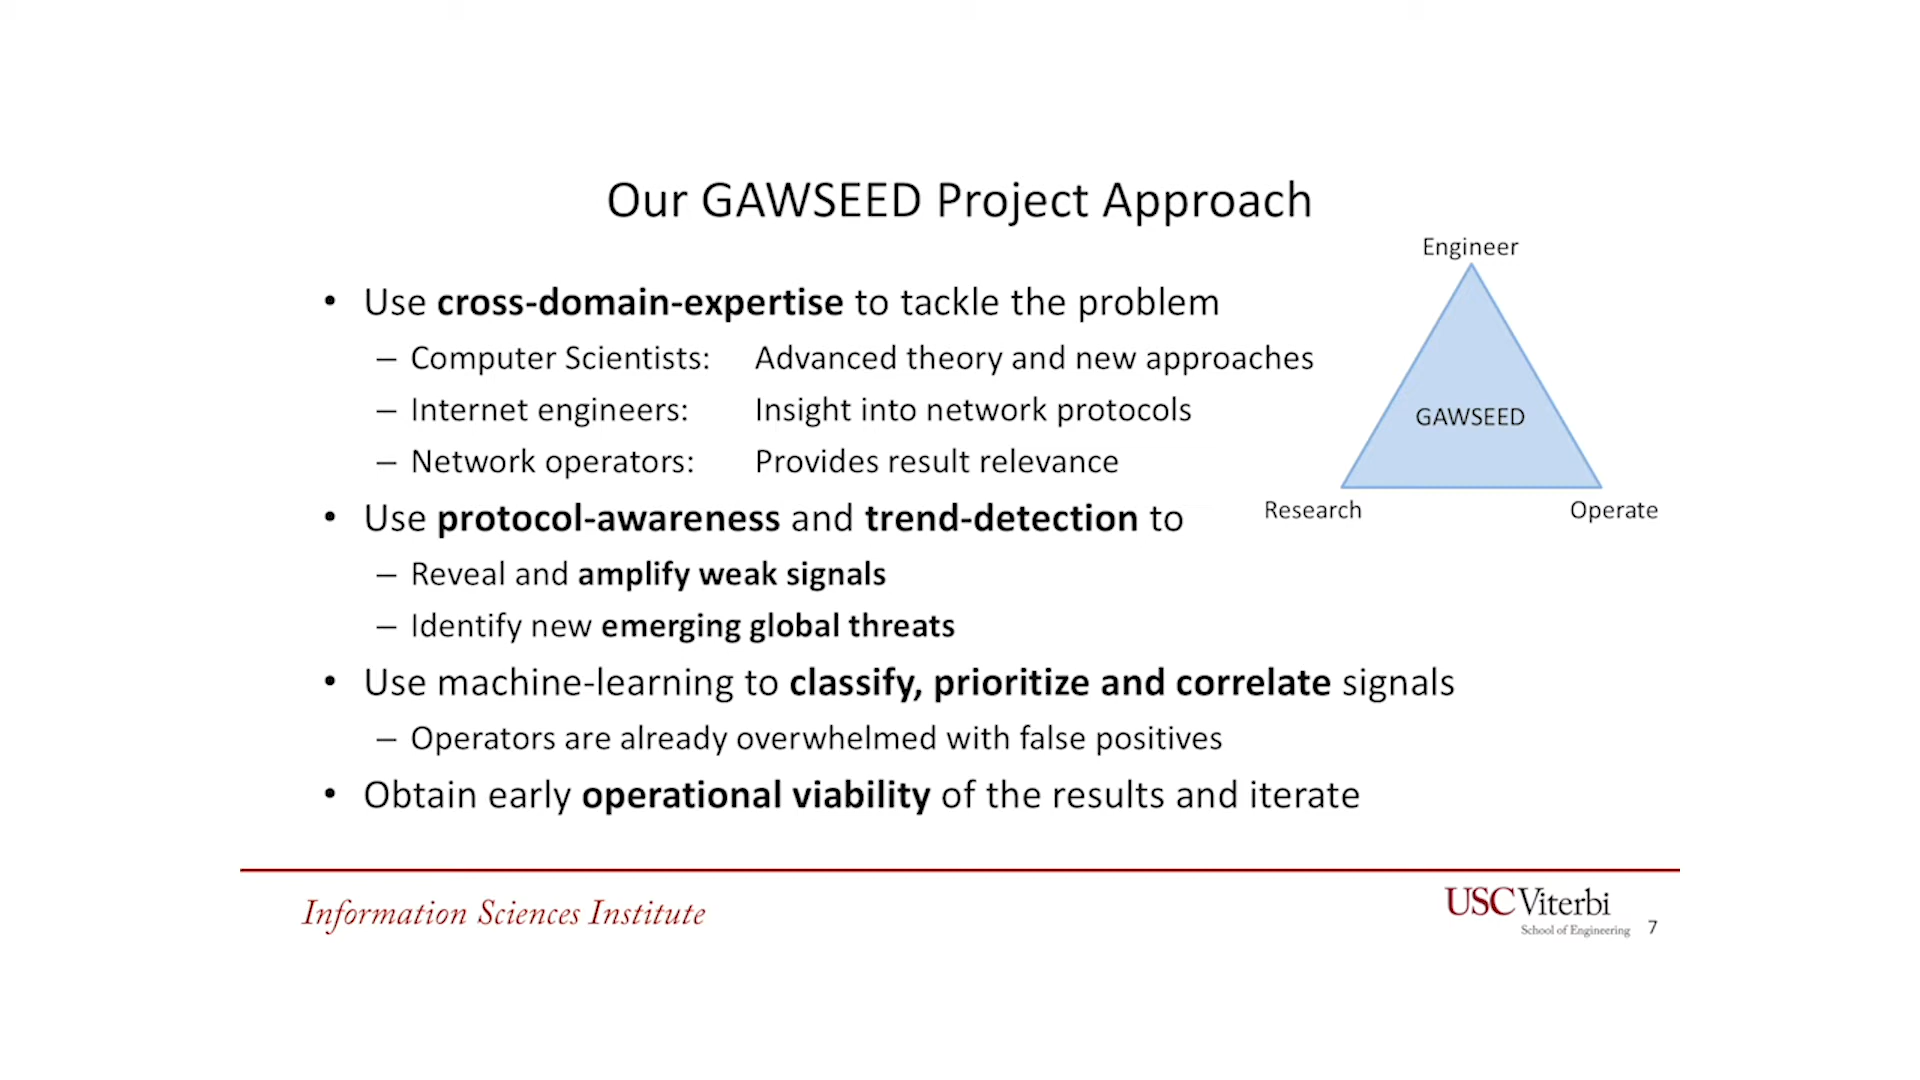 Our GAWSEED Project Approach
• Use cross-domain-expertise to tackle the problem
– Computer Scientists: Advanced theory and new approaches
– Internet engineers: Insight into network protocols
– Network operators: Provides result relevance
• Use protocol-awareness and trend-detection to
– Reveal and amplify weak signals
– Identify new emerging global threats
• Use machine-learning to classify, prioritize and correlate signals
– Operators are already overwhelmed with false positives
• Obtain early operational viability of the results and iterate
Engineer
GAWSEED
Research
Operate
Information Sciences Institute
USC Viterbi
School of Engineering
7